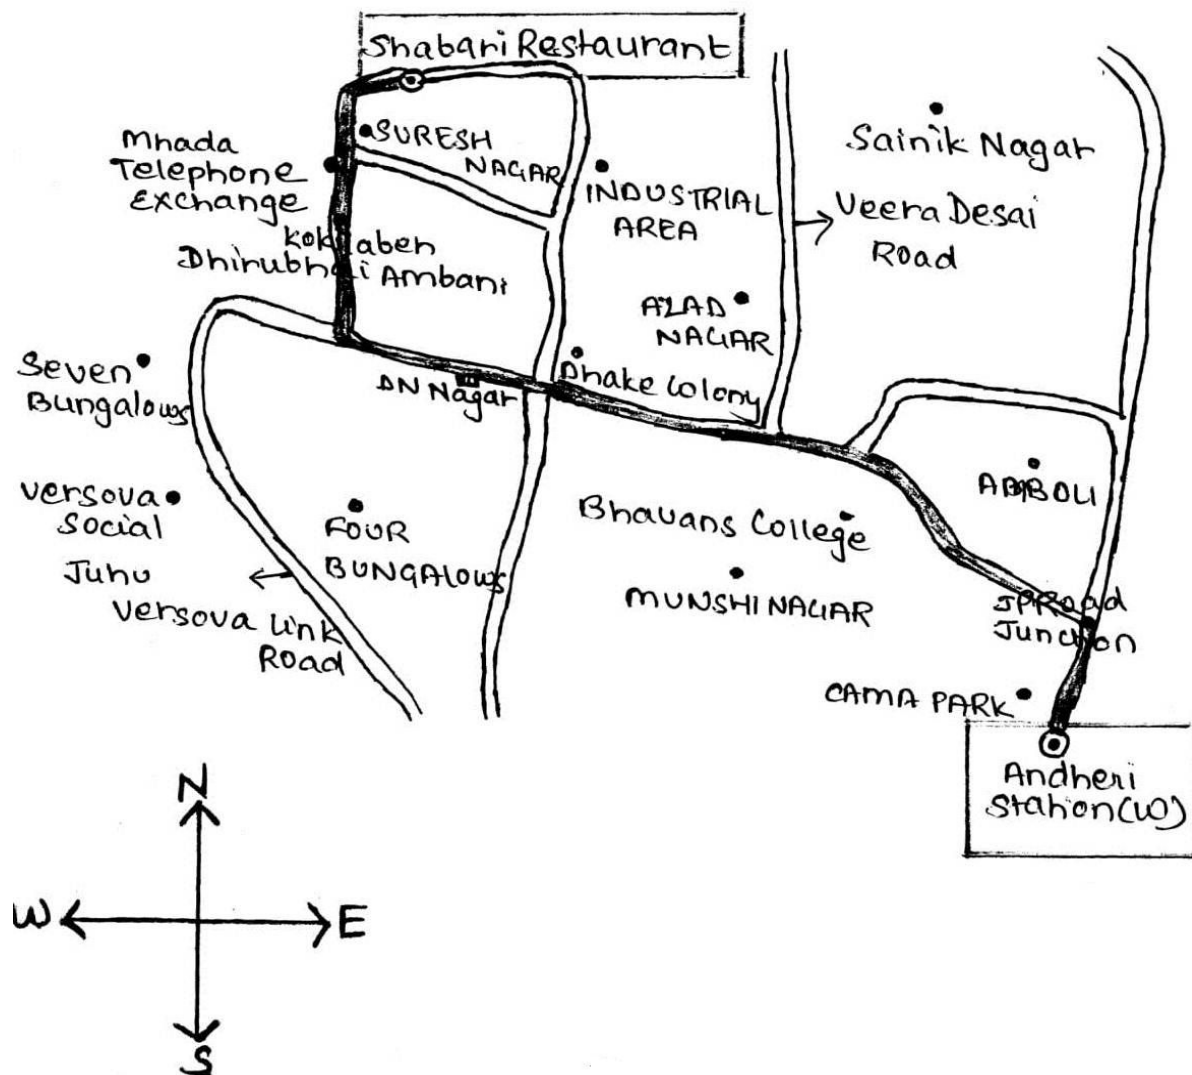 Shabari Restaurant
SURESH
NAGAR
Mhada
Telephone
Exchange
Kokilaben
Dhirubhai Ambani
INDUSTRIAL
AREA
Sainik Nagar
Veera Desai
Road
AZAD
NAGAR
Seven
Bungalows
DN Nagar
Dhake Colony
Versova
Social
FOUR
BUNGALOWS
Bhavans College
AMBOLI
Juhu
Versova Link
Road
MUNSHI NAGAR
JP Road
Junction
CAMA PARK
Andheri
Station (W)
N
W
E
S